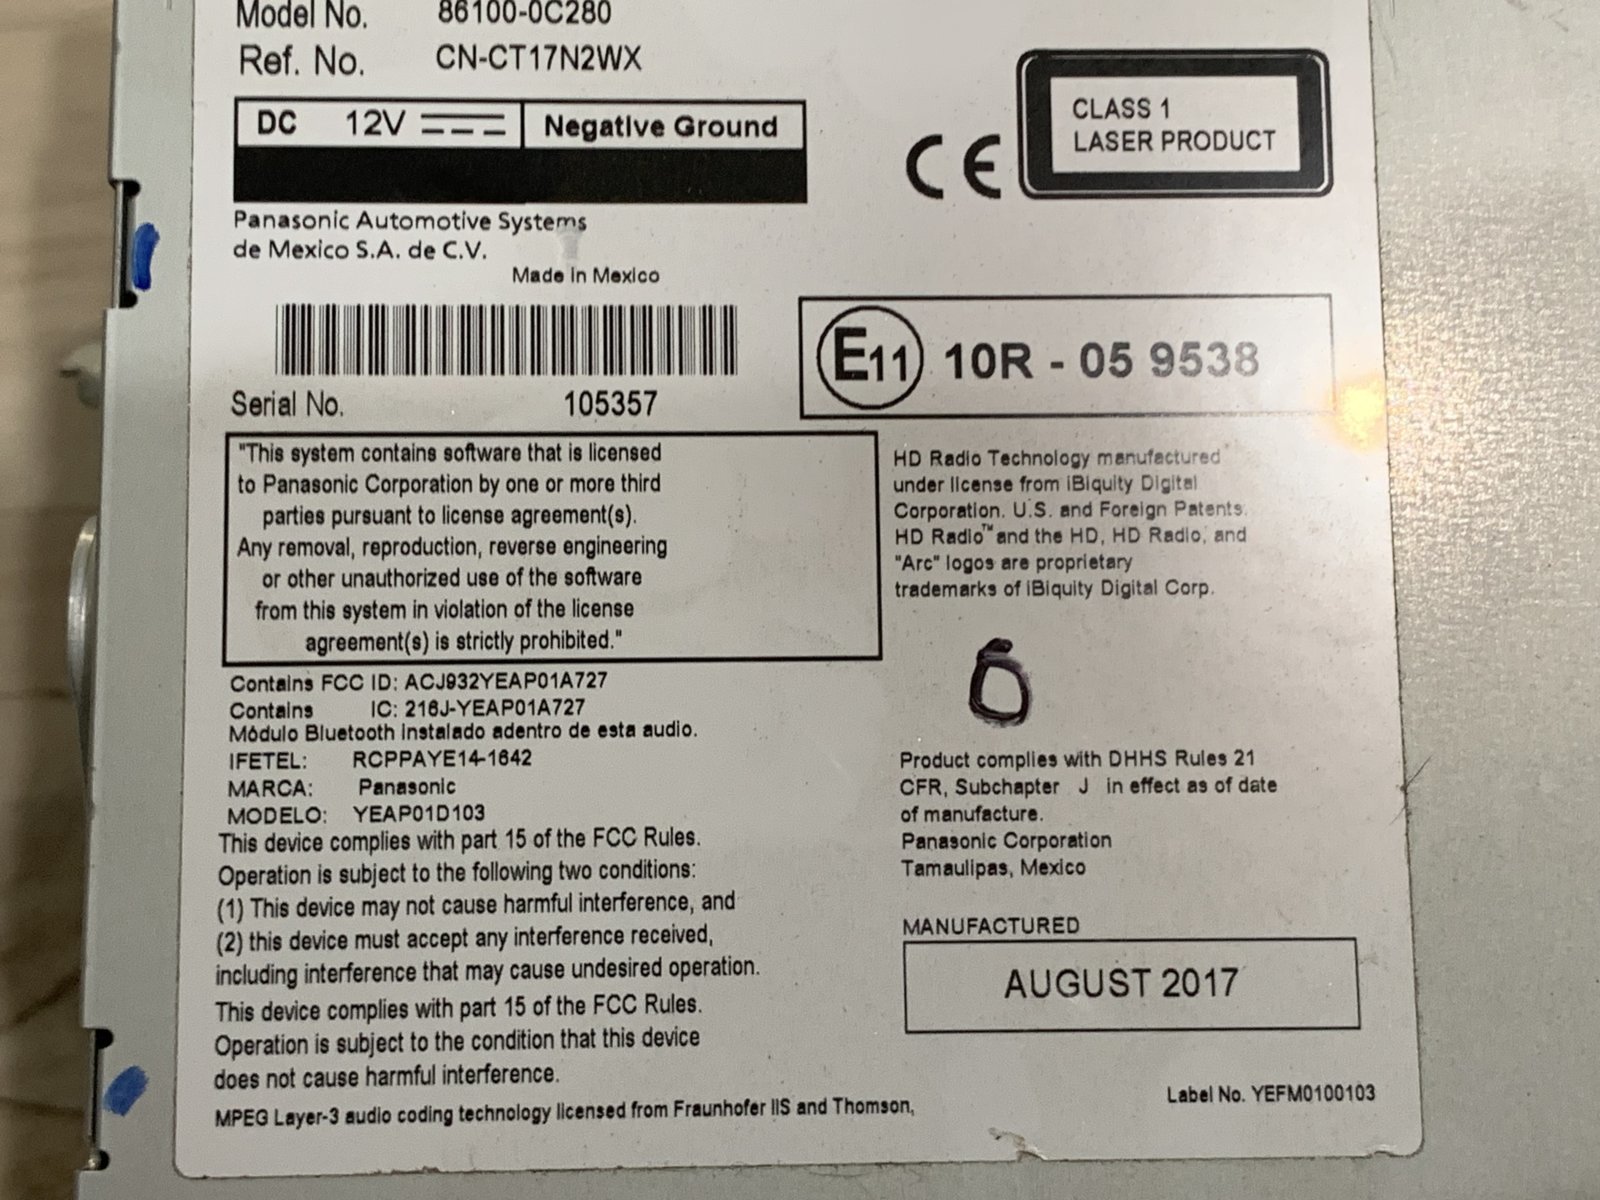 Model No. 86100-0C280
Ref. No. CN-CT17N2WX
DC 12V Negative Ground
CLASS 1
LASER PRODUCT
CE
Panasonic Automotive Systems
de Mexico S.A. de C.V.
Made in Mexico
E11 10R - 05 9538
Serial No. 105357
"This system contains software that is licensed
to Panasonic Corporation by one or more third
parties pursuant to license agreement(s).
Any removal, reproduction, reverse engineering
or other unauthorized use of the software
from this system in violation of the license
agreement(s) is strictly prohibited."
HD Radio Technology manufactured
under license from iBiquity Digital
Corporation. U.S. and Foreign Patents.
HD Radio™ and the HD, HD Radio, and
"Arc" logos are proprietary
trademarks of iBiquity Digital Corp.
Contains FCC ID: ACJ932YEAP01A727
Contains IC: 216J-YEAP01A727
Módulo Bluetooth instalado adentro de esta audio.
IFETEL: RCPPAYE14-1642
MARCA: Panasonic
MODELO: YEAP01D103
This device complies with part 15 of the FCC Rules.
Operation is subject to the following two conditions:
(1) This device may not cause harmful interference, and
(2) this device must accept any interference received,
including interference that may cause undesired operation.
This device complies with part 15 of the FCC Rules.
Operation is subject to the condition that this device
does not cause harmful interference.
MPEG Layer-3 audio coding technology licensed from Fraunhofer IIS and Thomson,
Product complies with DHHS Rules 21
CFR, Subchapter J in effect as of date
of manufacture.
Panasonic Corporation
Tamaulipas, Mexico
MANUFACTURED
AUGUST 2017
Label No. YEFM0100103